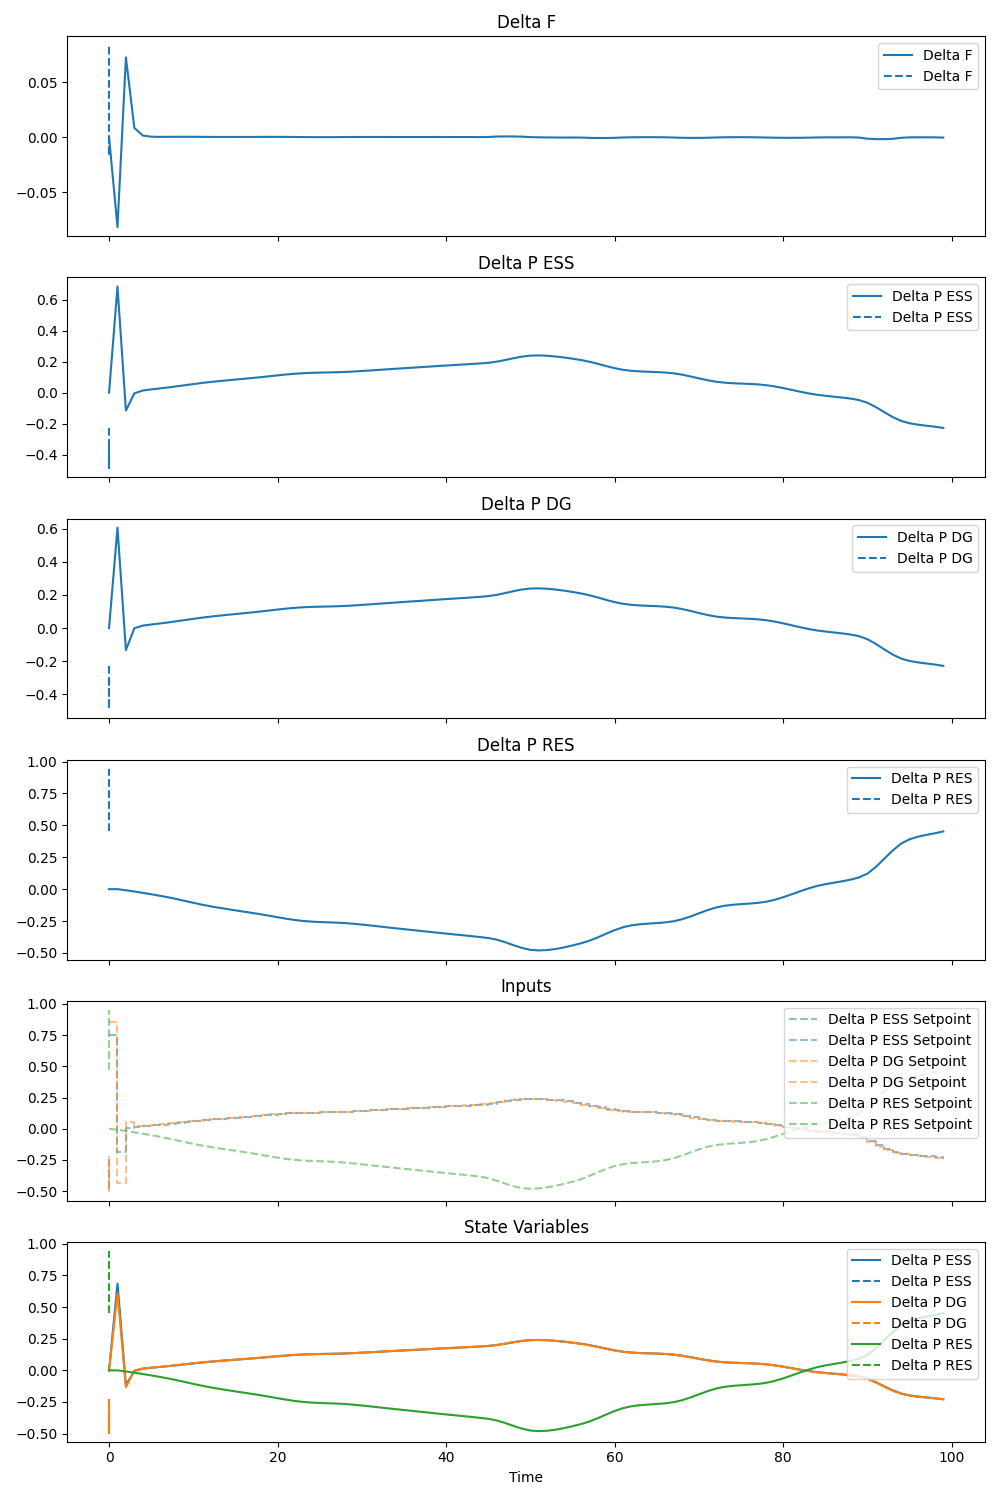 Delta F
0.05
0.00
−0.05
Delta F
Delta F
Delta P ESS
0.6
0.4
0.2
0.0
−0.2
−0.4
Delta P ESS
Delta P ESS
Delta P DG
0.6
0.4
0.2
0.0
−0.2
−0.4
Delta P DG
Delta P DG
Delta P RES
1.00
0.75
0.50
0.25
0.00
−0.25
−0.50
Delta P RES
Delta P RES
Inputs
1.00
0.75
0.50
0.25
0.00
−0.25
−0.50
Delta P ESS Setpoint
Delta P ESS Setpoint
Delta P DG Setpoint
Delta P DG Setpoint
Delta P RES Setpoint
Delta P RES Setpoint
State Variables
1.00
0.75
0.50
0.25
0.00
−0.25
−0.50
Delta P ESS
Delta P ESS
Delta P DG
Delta P DG
Delta P RES
Delta P RES
0 20 40 60 80 100
Time